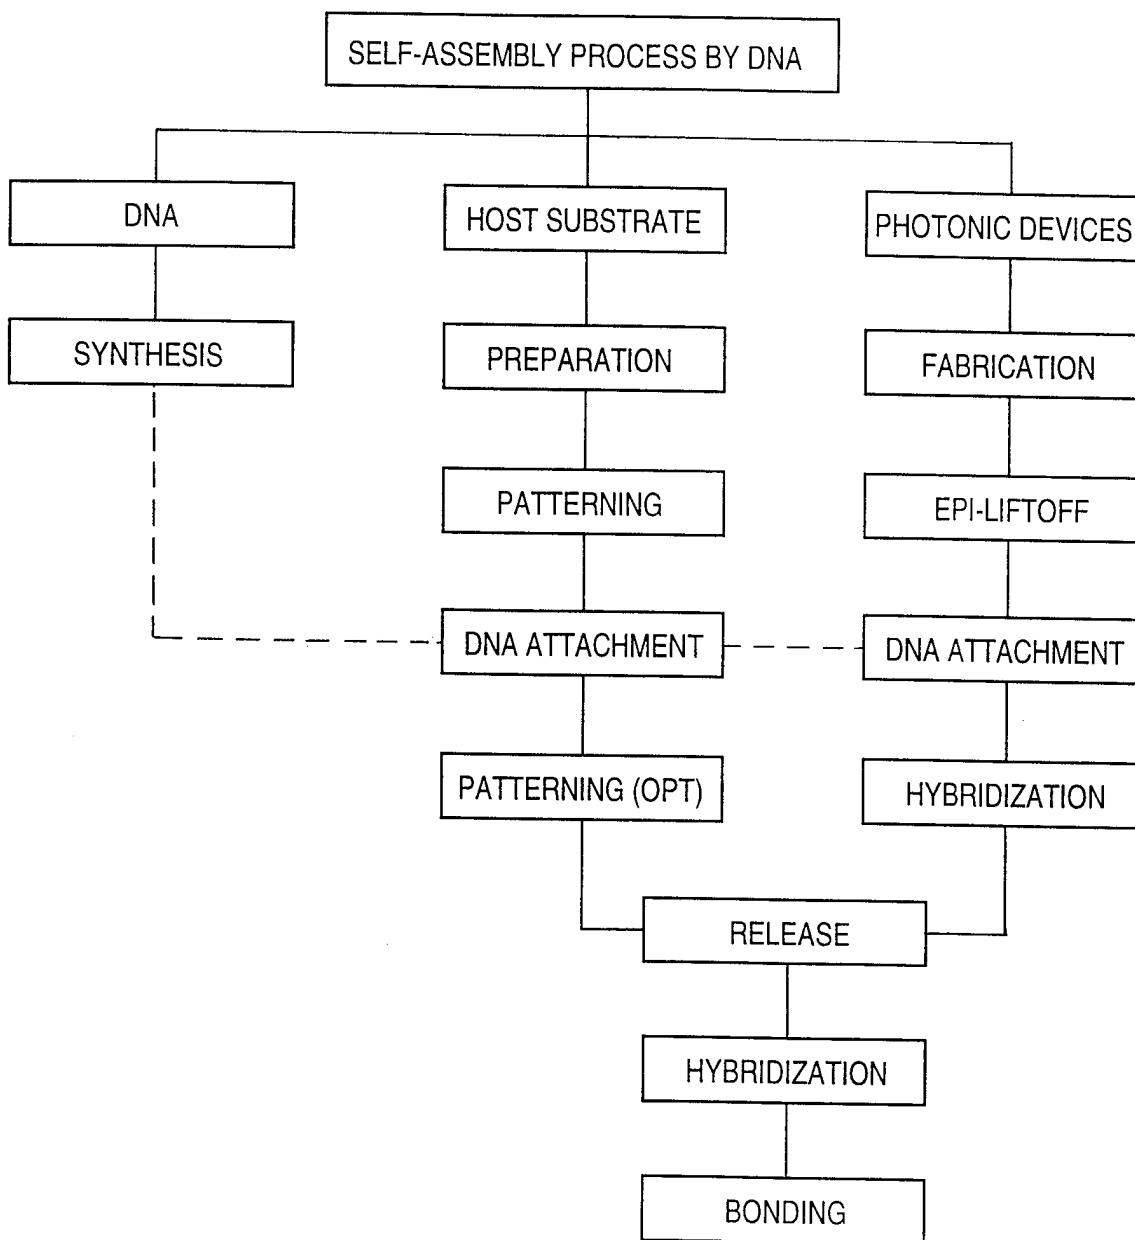 SELF-ASSEMBLY PROCESS BY DNA
DNA
HOST SUBSTRATE
PHOTONIC DEVICES
SYNTHESIS
PREPARATION
FABRICATION
PATTERNING
EPI-LIFTOFF
DNA ATTACHMENT
DNA ATTACHMENT
PATTERNING (OPT)
HYBRIDIZATION
RELEASE
HYBRIDIZATION
BONDING